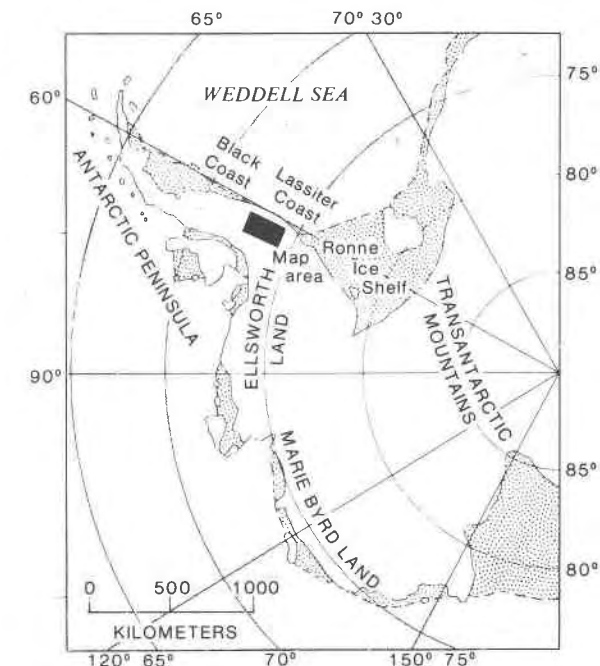 65° 70° 30°
75°
60°
WEDDELL SEA
Black
Coast
Lassiter
Coast
80°
ANTARCTIC PENINSULA
Map
area
Ronne
Ice
Shelf
85°
ELLSWORTH
LAND
TRANSANTARCTIC
MOUNTAINS
90°
MARIE BYRD LAND
85°
0 500 1000
KILOMETERS
80°
120° 65° 70° 150° 75°